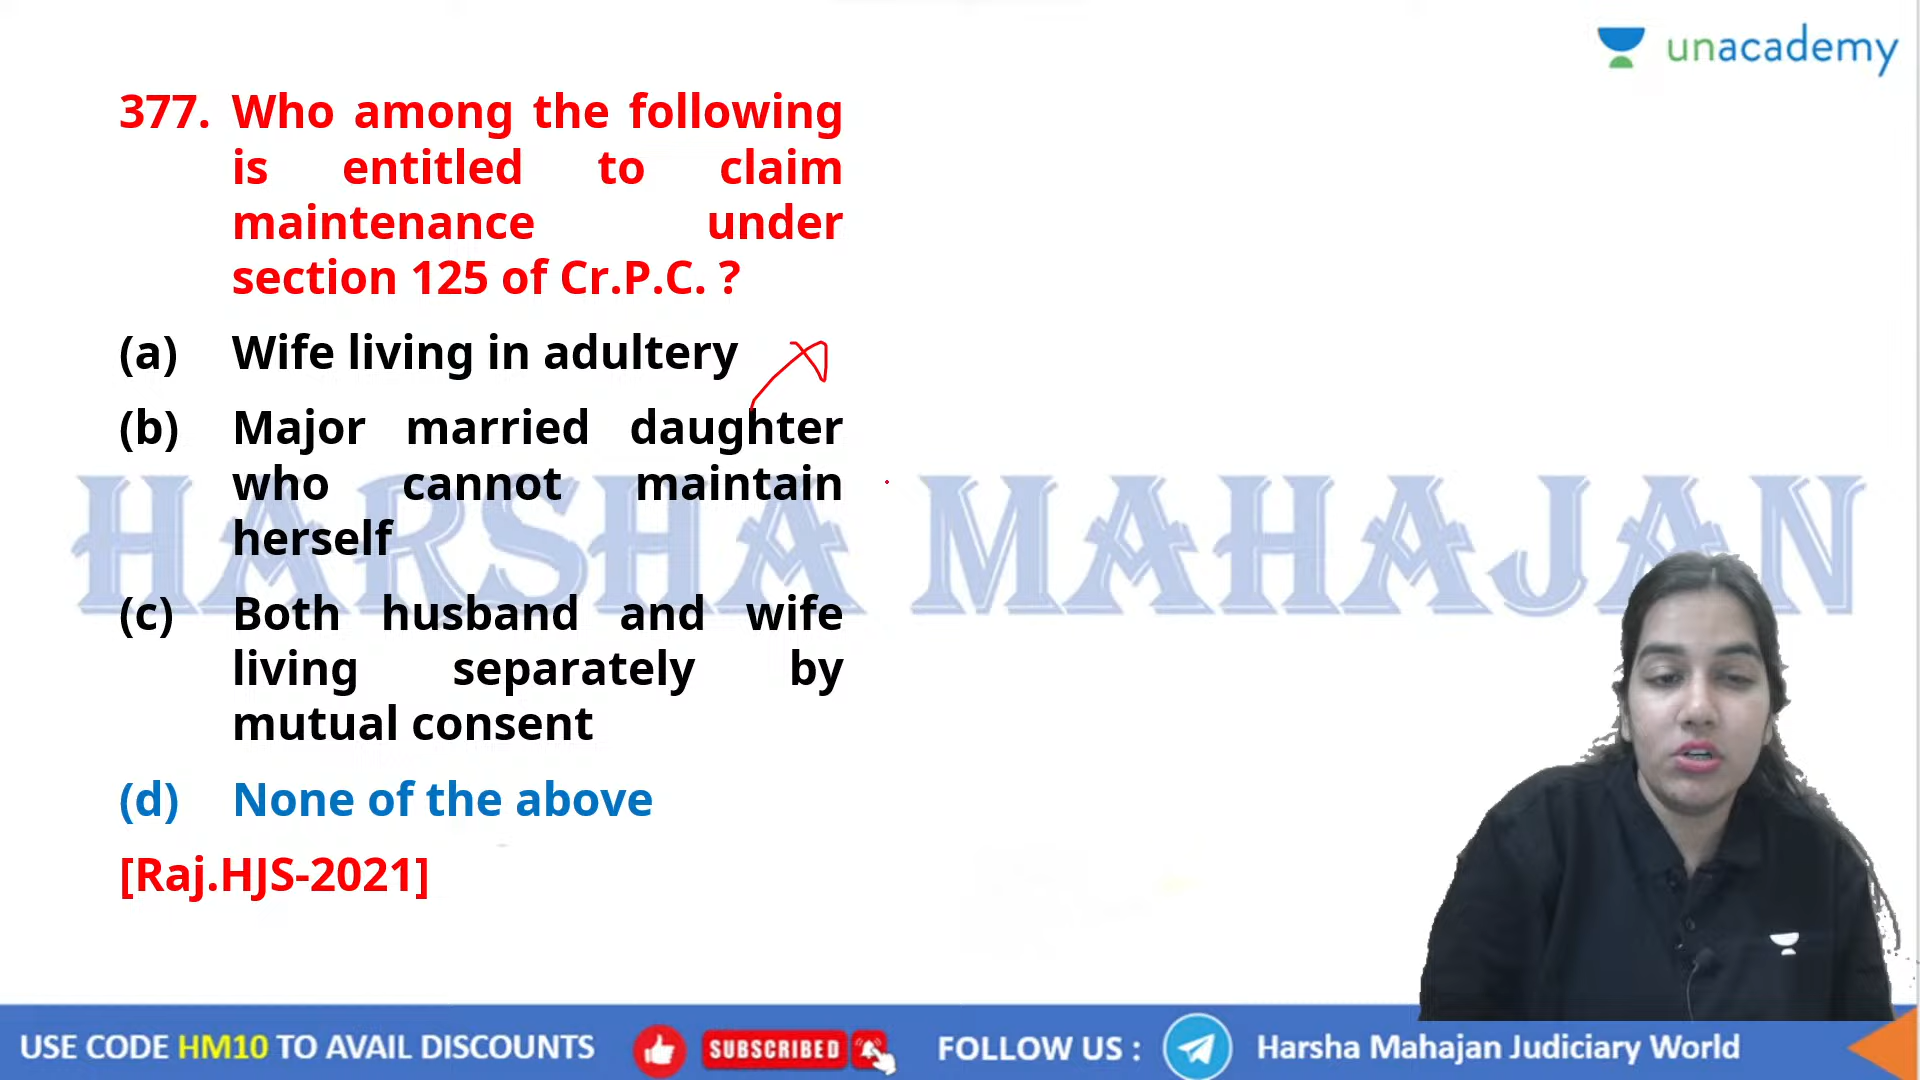 unacademy
377. Who among the following
is entitled to claim
maintenance under
section 125 of Cr.P.C. ?
(a) Wife living in adultery
(b) Major married daughter
who cannot maintain
herself
(c) Both husband and wife
living separately by
mutual consent
(d) None of the above
[Raj.HJS-2021]
HARSHA MAHAJAN
USE CODE HM10 TO AVAIL DISCOUNTS
SUBSCRIBED
FOLLOW US :
Harsha Mahajan Judiciary World